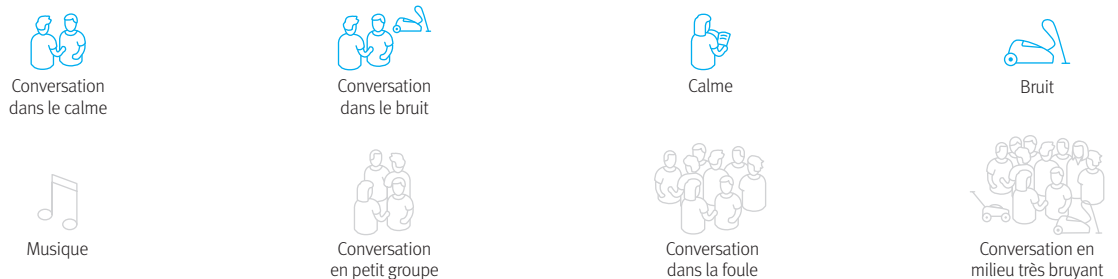 Conversation
dans le calme
Conversation
dans le bruit
Calme
Bruit
Musique
Conversation
en petit groupe
Conversation
dans la foule
Conversation en
milieu très bruyant